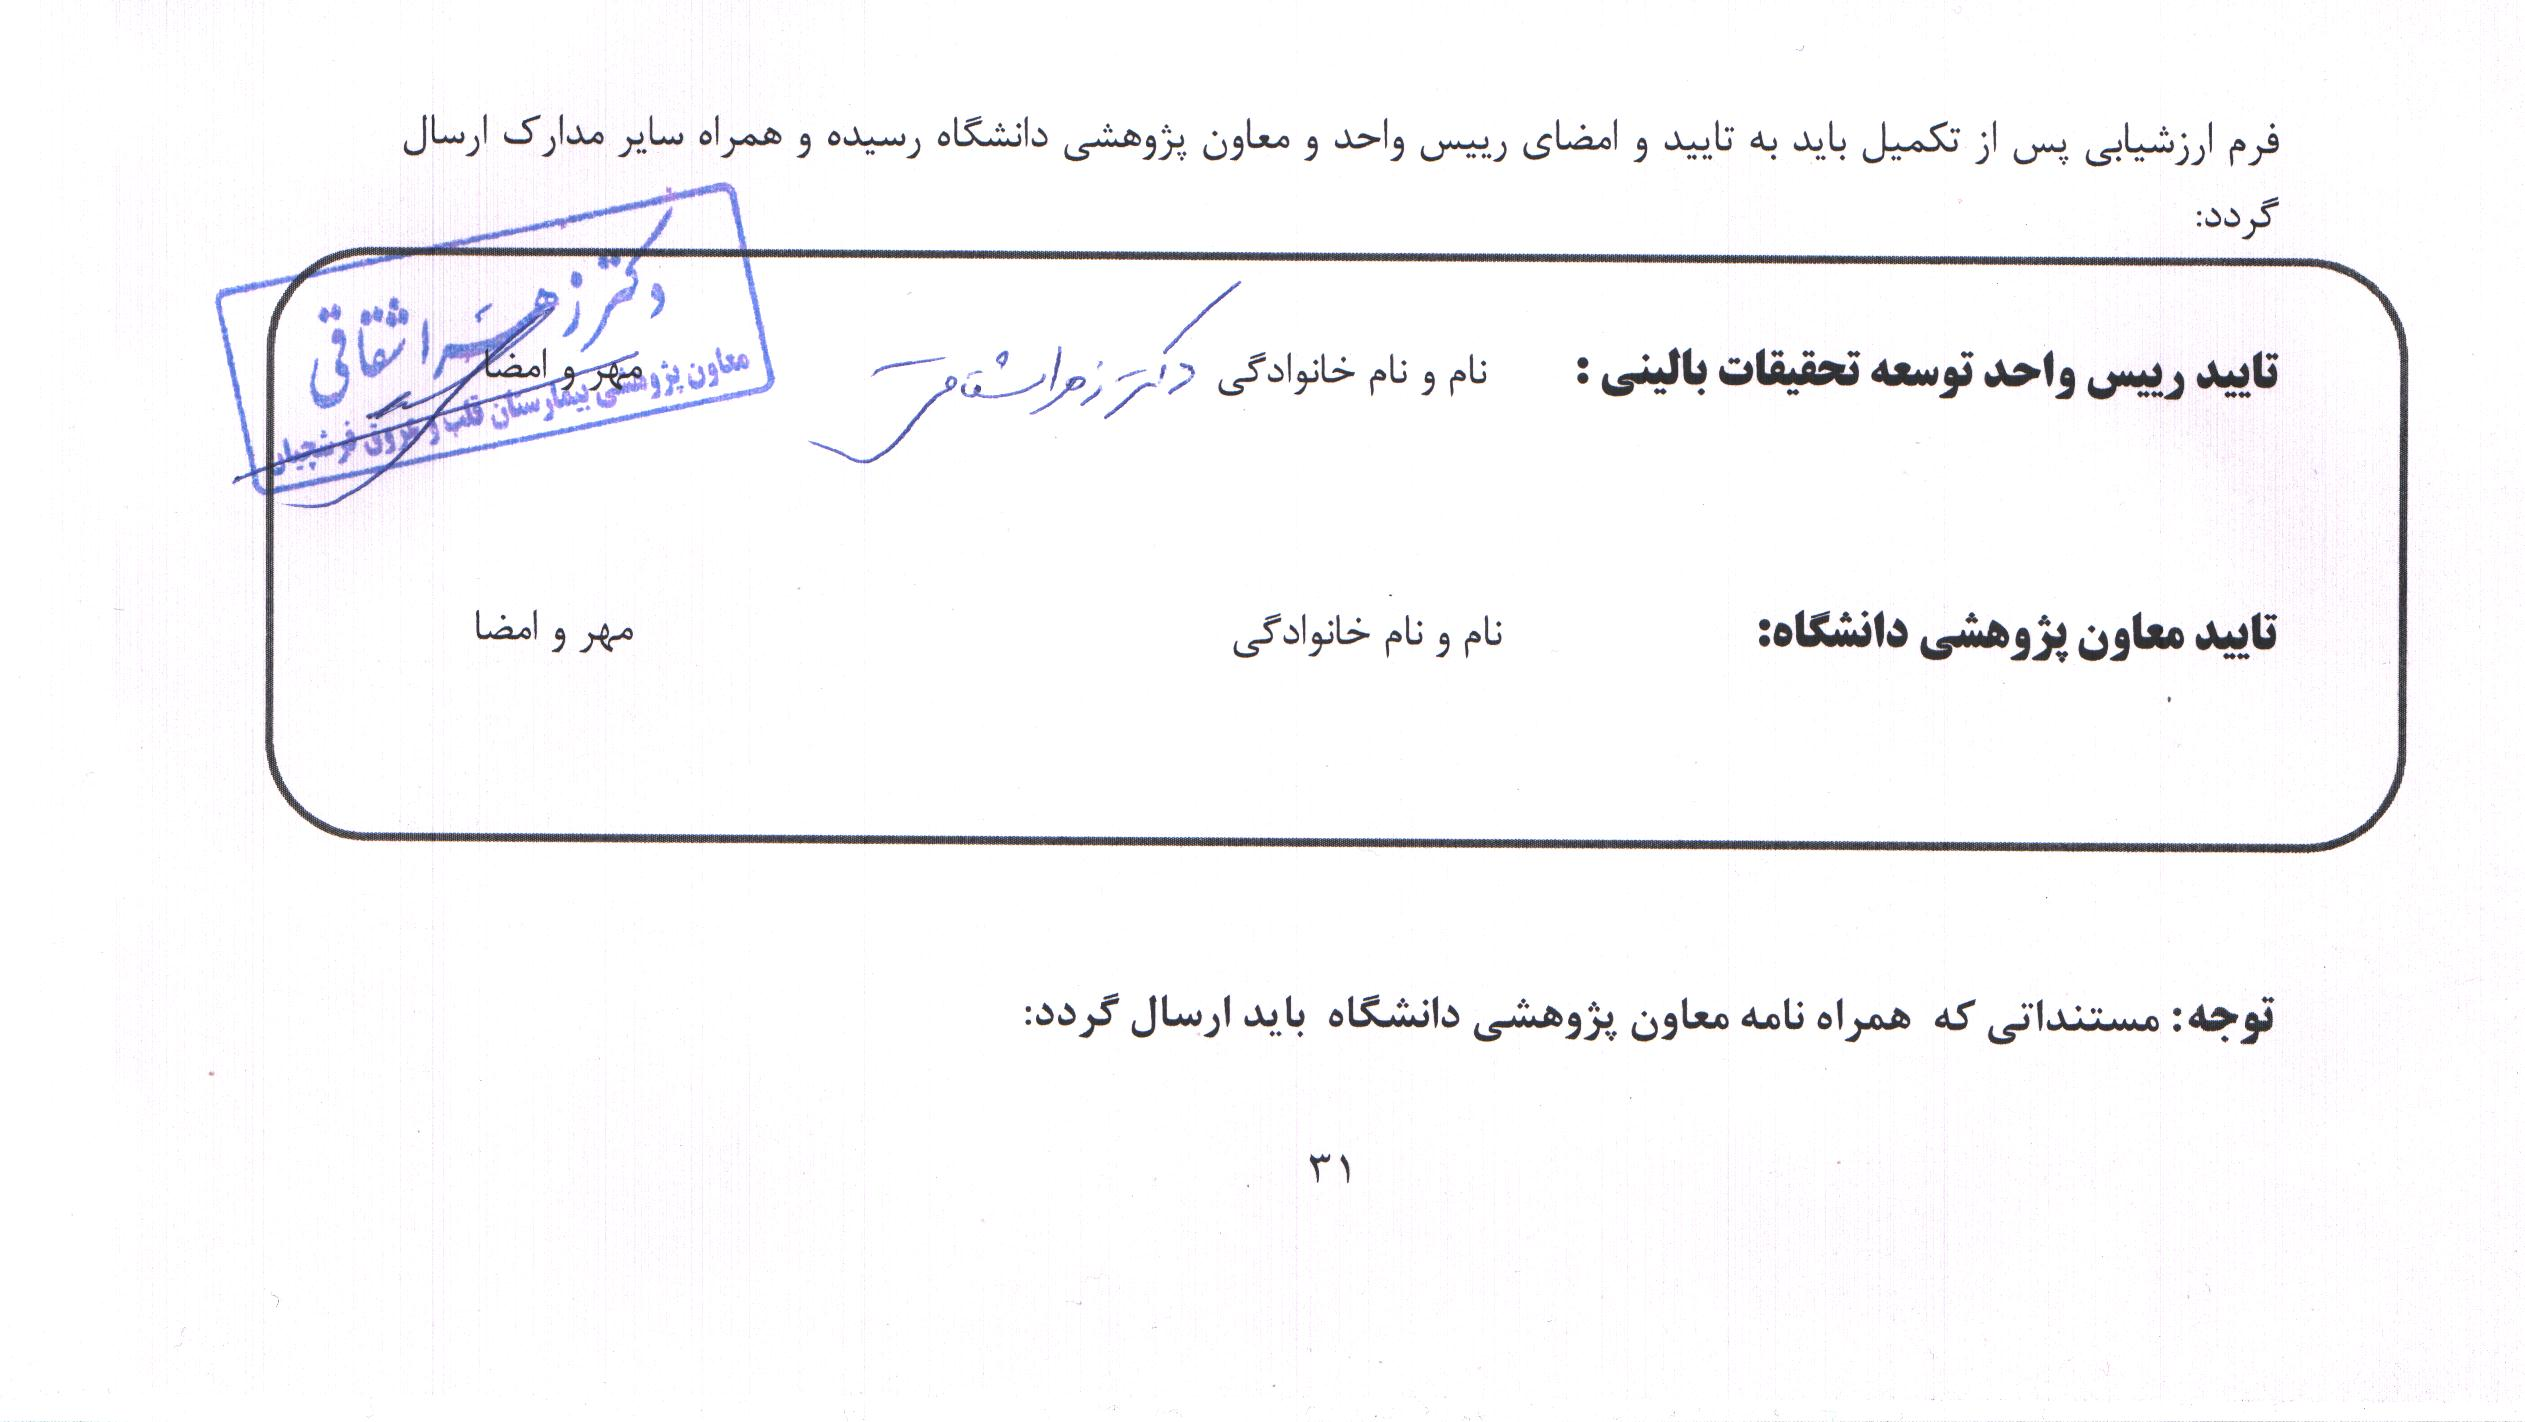 فرم ارزشیابی پس از تکمیل باید به تایید و امضای رییس واحد و معاون پژوهشی دانشگاه رسیده و همراه سایر مدارک ارسال
گردد:
تایید رییس واحد توسعه تحقیقات بالینی : نام و نام خانوادگی دکتر زهرا اشقاقی مهر و امضا
دکتر زهرا اشقاقی
معاون پژوهشی بیمارستان قلب و عروق فرشچیان
تایید معاون پژوهشی دانشگاه: نام و نام خانوادگی مهر و امضا
توجه: مستنداتی که همراه نامه معاون پژوهشی دانشگاه باید ارسال گردد:
۳۱